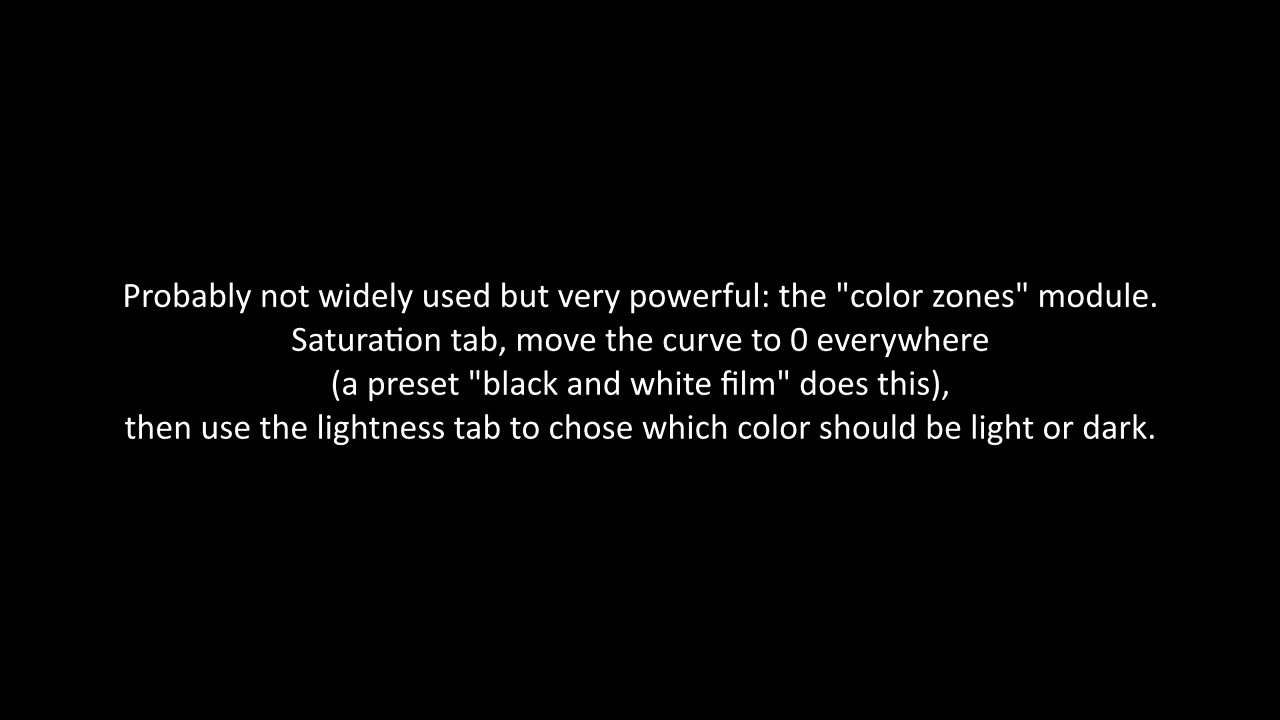 Probably not widely used but very powerful: the "color zones" module.
Saturation tab, move the curve to 0 everywhere
(a preset "black and white film" does this),
then use the lightness tab to chose which color should be light or dark.